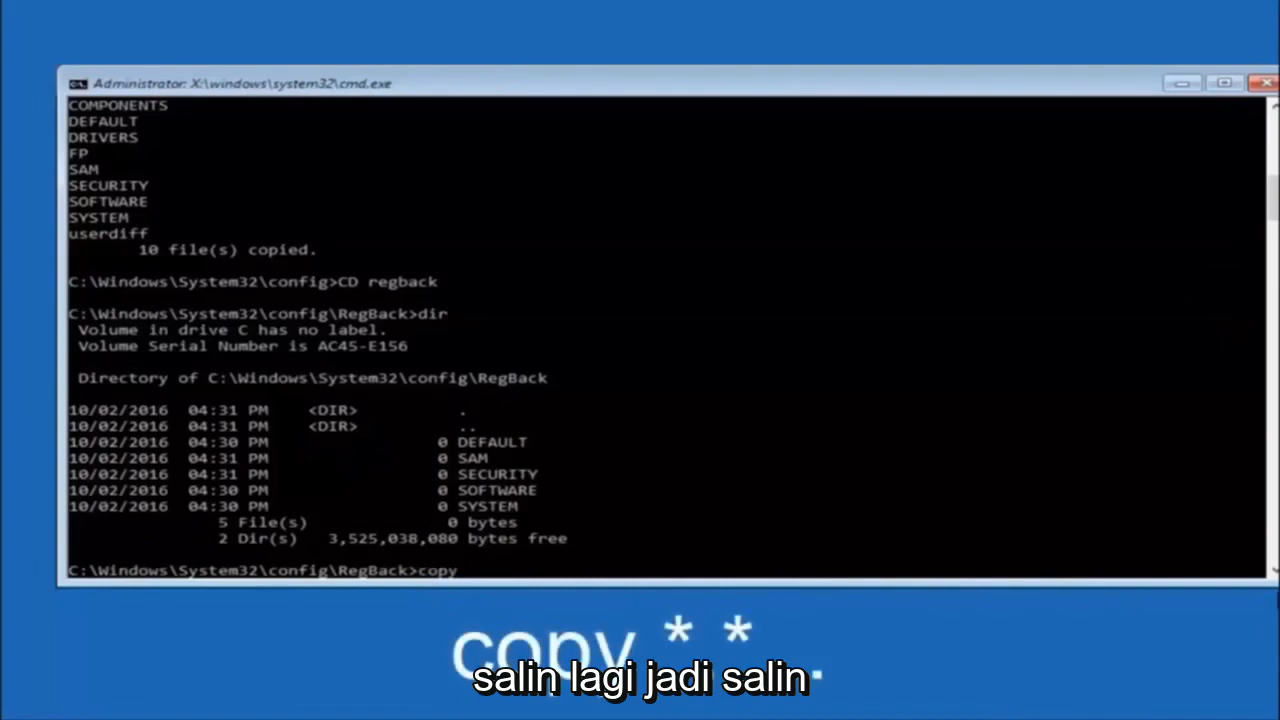 Administrator: X:\windows\system32\cmd.exe
COMPONENTS
DEFAULT
DRIVERS
FP
SAM
SECURITY
SOFTWARE
SYSTEM
userdiff
10 file(s) copied.
C:\Windows\System32\config>CD regback
C:\Windows\System32\config\RegBack>dir
Volume in drive C has no label.
Volume Serial Number is AC45-E156
Directory of C:\Windows\System32\config\RegBack
10/02/2016 04:31 PM <DIR> .
10/02/2016 04:31 PM <DIR> ..
10/02/2016 04:30 PM 0 DEFAULT
10/02/2016 04:31 PM 0 SAM
10/02/2016 04:31 PM 0 SECURITY
10/02/2016 04:30 PM 0 SOFTWARE
10/02/2016 04:30 PM 0 SYSTEM
5 File(s) 0 bytes
2 Dir(s) 3,525,038,080 bytes free
C:\Windows\System32\config\RegBack>copy
copy * * .
salin lagi jadi salin